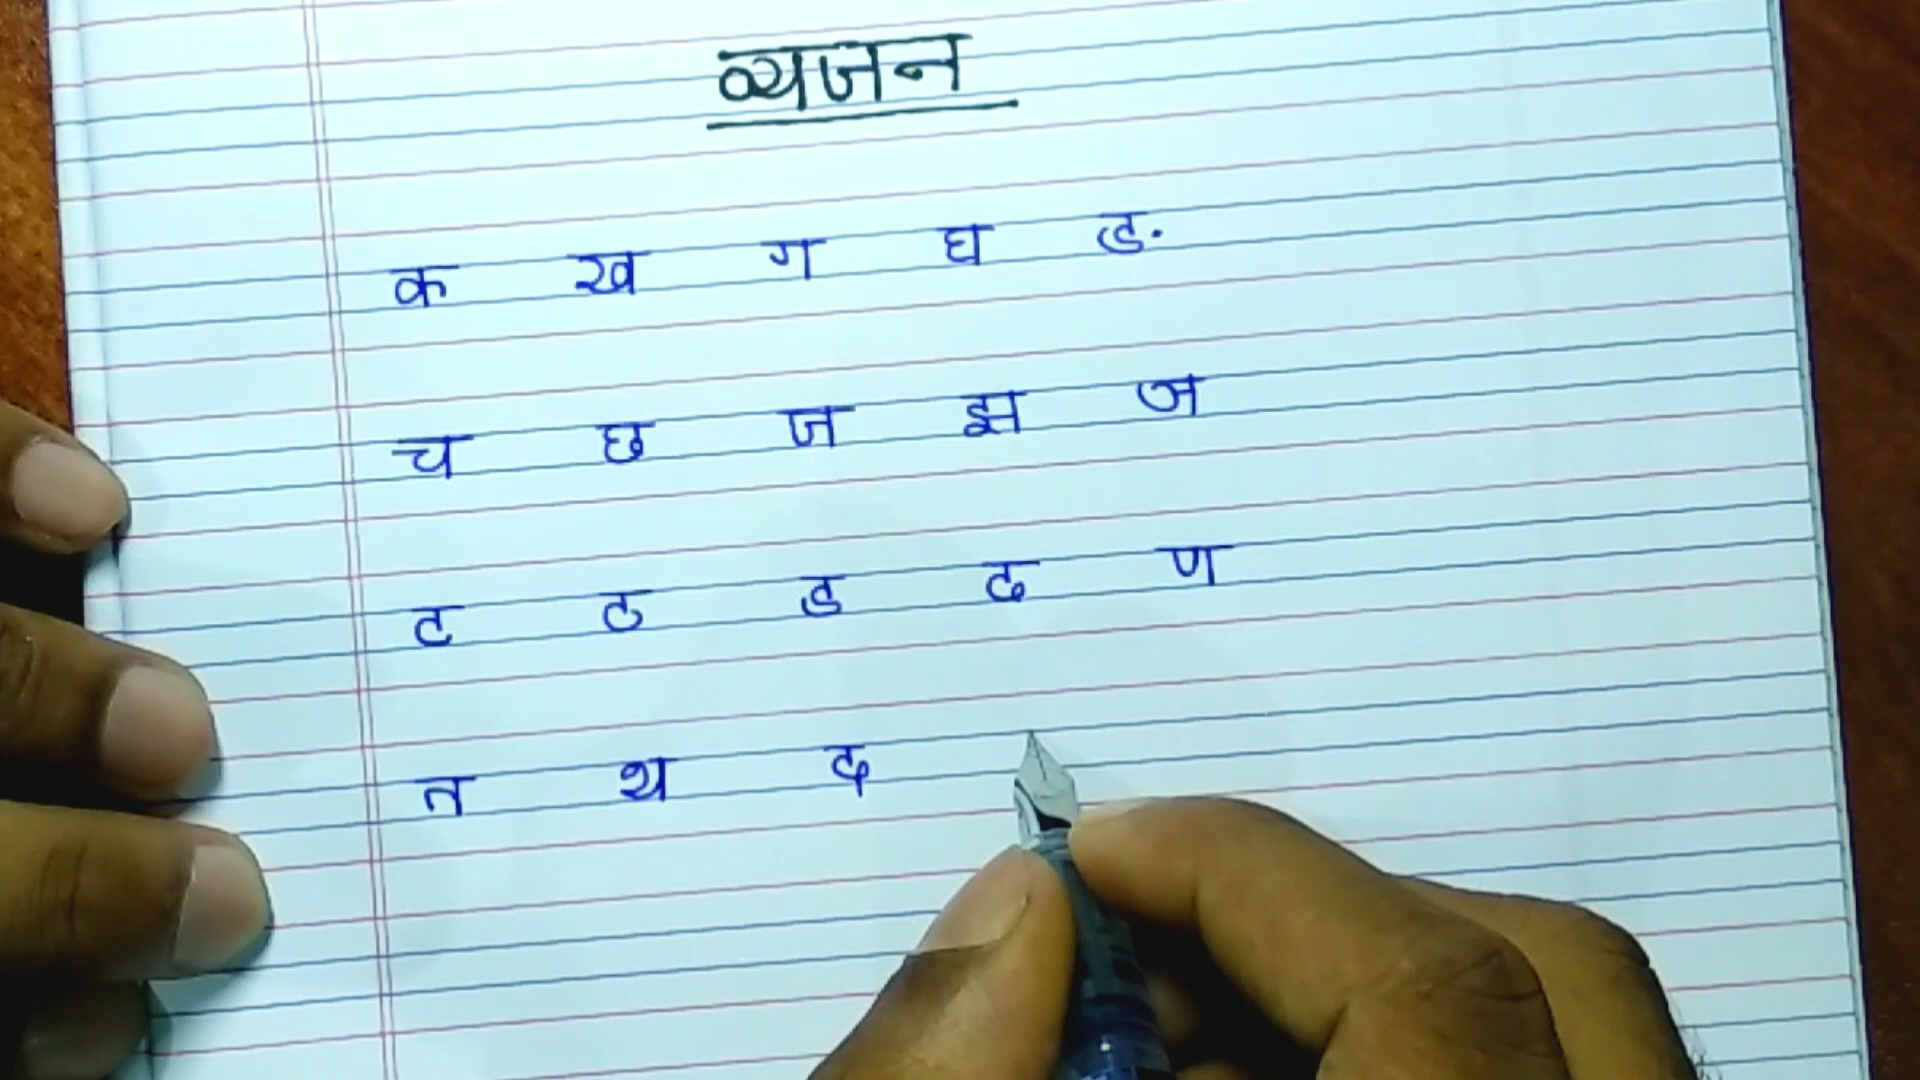 व्यजन
क ख ग घ ङ
च छ ज झ ञ
ट ठ ड ढ ण
त थ द